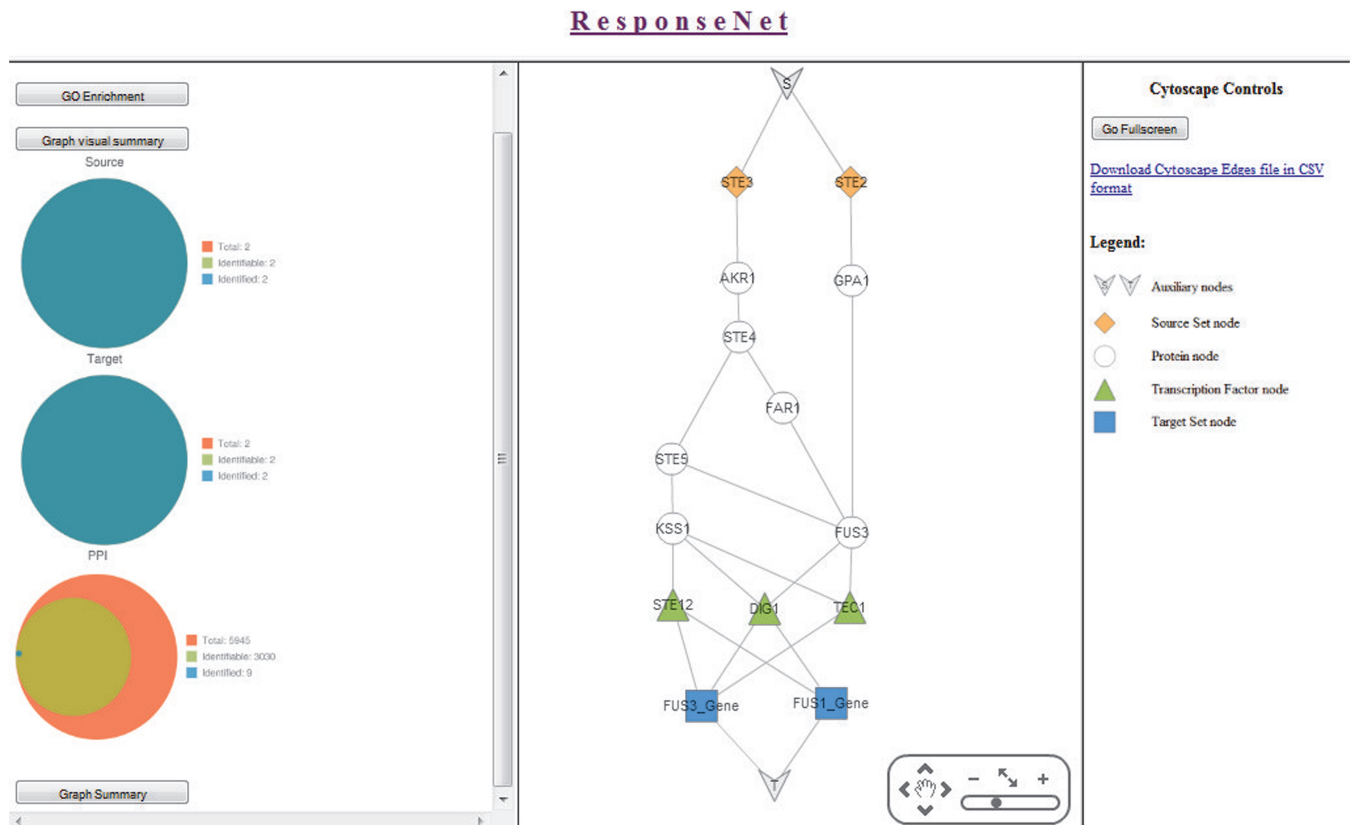 ResponseNet
GO Enrichment
Graph visual summary
Source
Total: 2
Identifiable: 2
Identified: 2
Target
Total: 2
Identifiable: 2
Identified: 2
PPI
Total: 5945
Identifiable: 3030
Identified: 9
Graph Summary
S
STE3
STE2
AKR1
GPA1
STE4
FAR1
STE5
KSS1
FUS3
STE12
DIG1
TEC1
FUS3_Gene
FUS1_Gene
T
Cytoscape Controls
Go Fullscreen
Download Cytoscape Edges file in CSV
format
Legend:
S T Auxiliary nodes
Source Set node
Protein node
Transcription Factor node
Target Set node